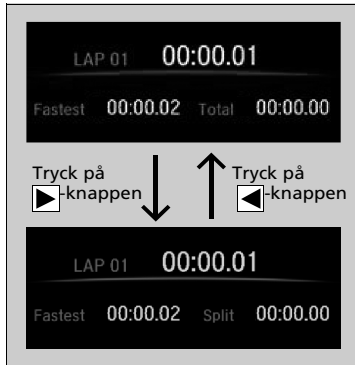 LAP 01 00:00.01
Fastest 00:00.02 Total 00:00.00
Tryck på
▶-knappen
Tryck på
◀-knappen
LAP 01 00:00.01
Fastest 00:00.02 Split 00:00.00